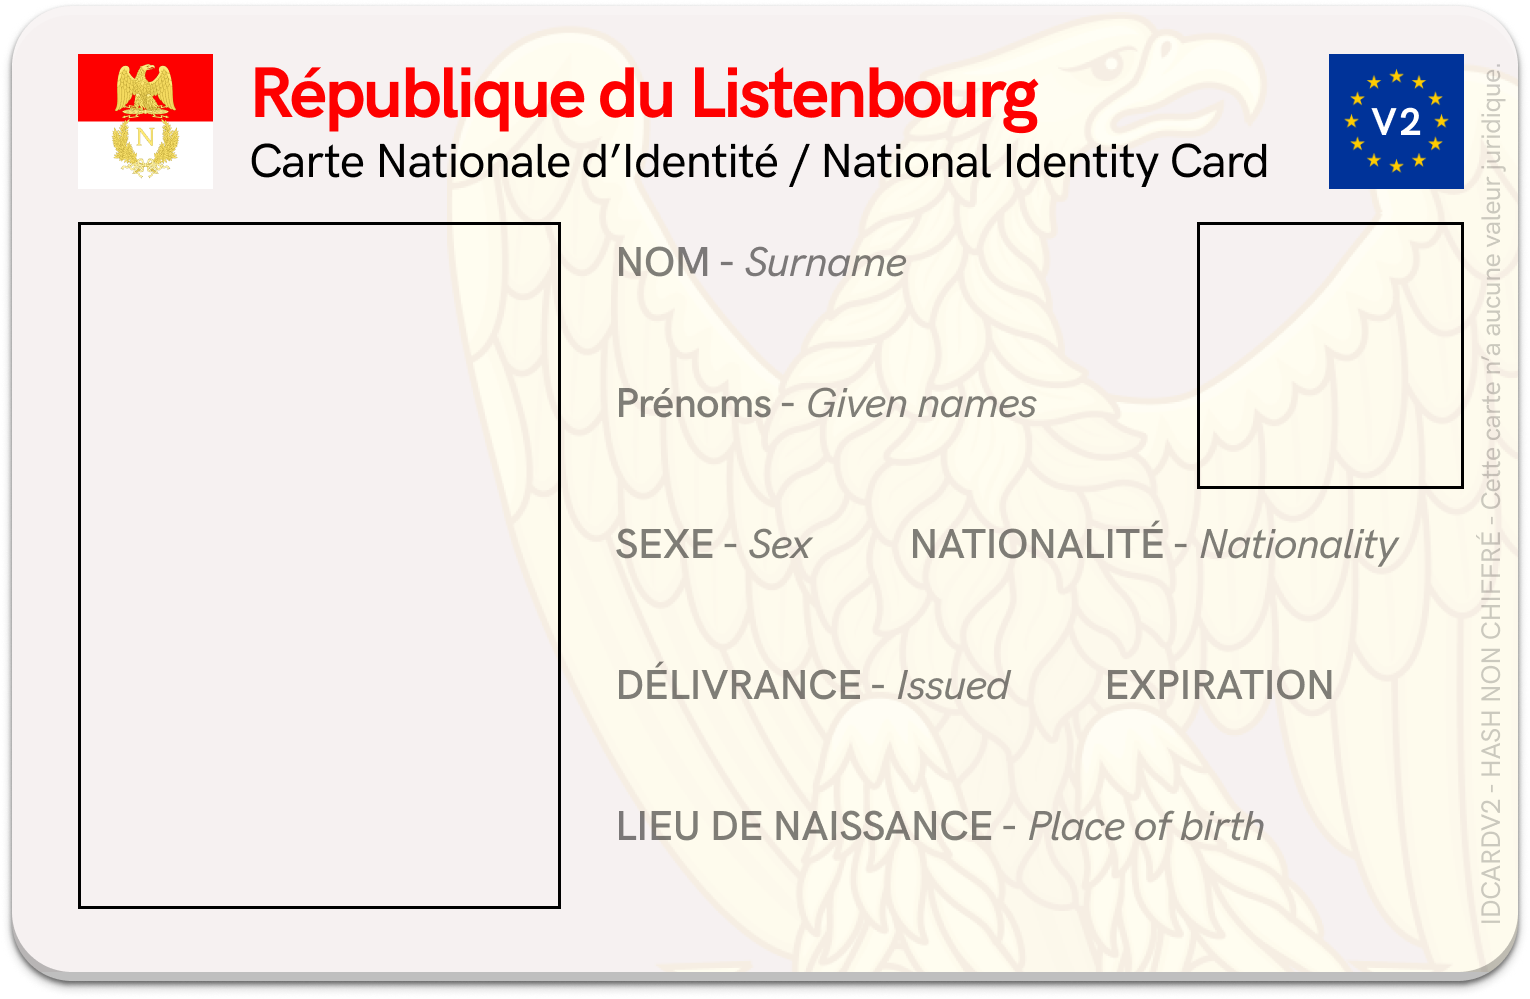 République du Listenbourg
Carte Nationale d’Identité / National Identity Card
N
V2
NOM - Surname
Prénoms - Given names
SEXE - Sex NATIONALITÉ - Nationality
DÉLIVRANCE - Issued EXPIRATION
LIEU DE NAISSANCE - Place of birth
IDCARDV2 - HASH NON CHIFFRÉ - Cette carte n’a aucune valeur juridique.